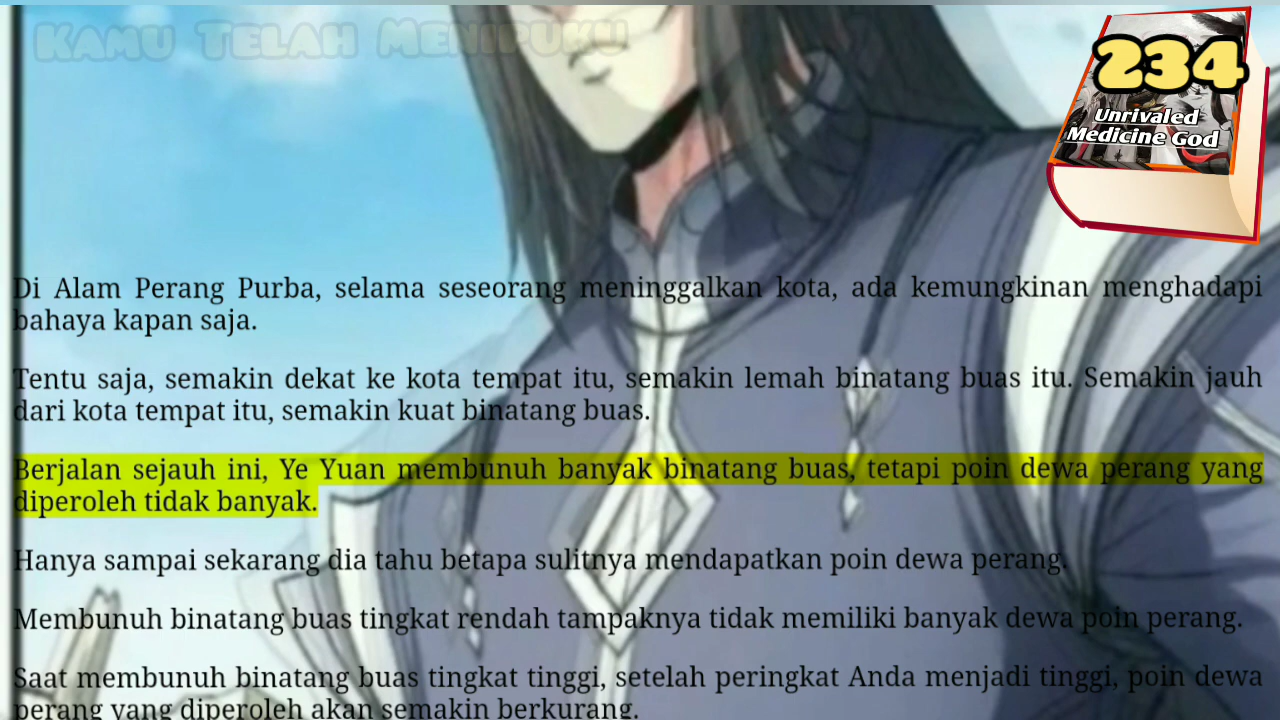 Kamu Telah Menipuku
234
Unrivaled
Medicine God
Di Alam Perang Purba, selama seseorang meninggalkan kota, ada kemungkinan menghadapi
bahaya kapan saja.
Tentu saja, semakin dekat ke kota tempat itu, semakin lemah binatang buas itu. Semakin jauh
dari kota tempat itu, semakin kuat binatang buas.
Berjalan sejauh ini, Ye Yuan membunuh banyak binatang buas, tetapi poin dewa perang yang
diperoleh tidak banyak.
Hanya sampai sekarang dia tahu betapa sulitnya mendapatkan poin dewa perang.
Membunuh binatang buas tingkat rendah tampaknya tidak memiliki banyak dewa poin perang.
Saat membunuh binatang buas tingkat tinggi, setelah peringkat Anda menjadi tinggi, poin dewa
perang yang diperoleh akan semakin berkurang.